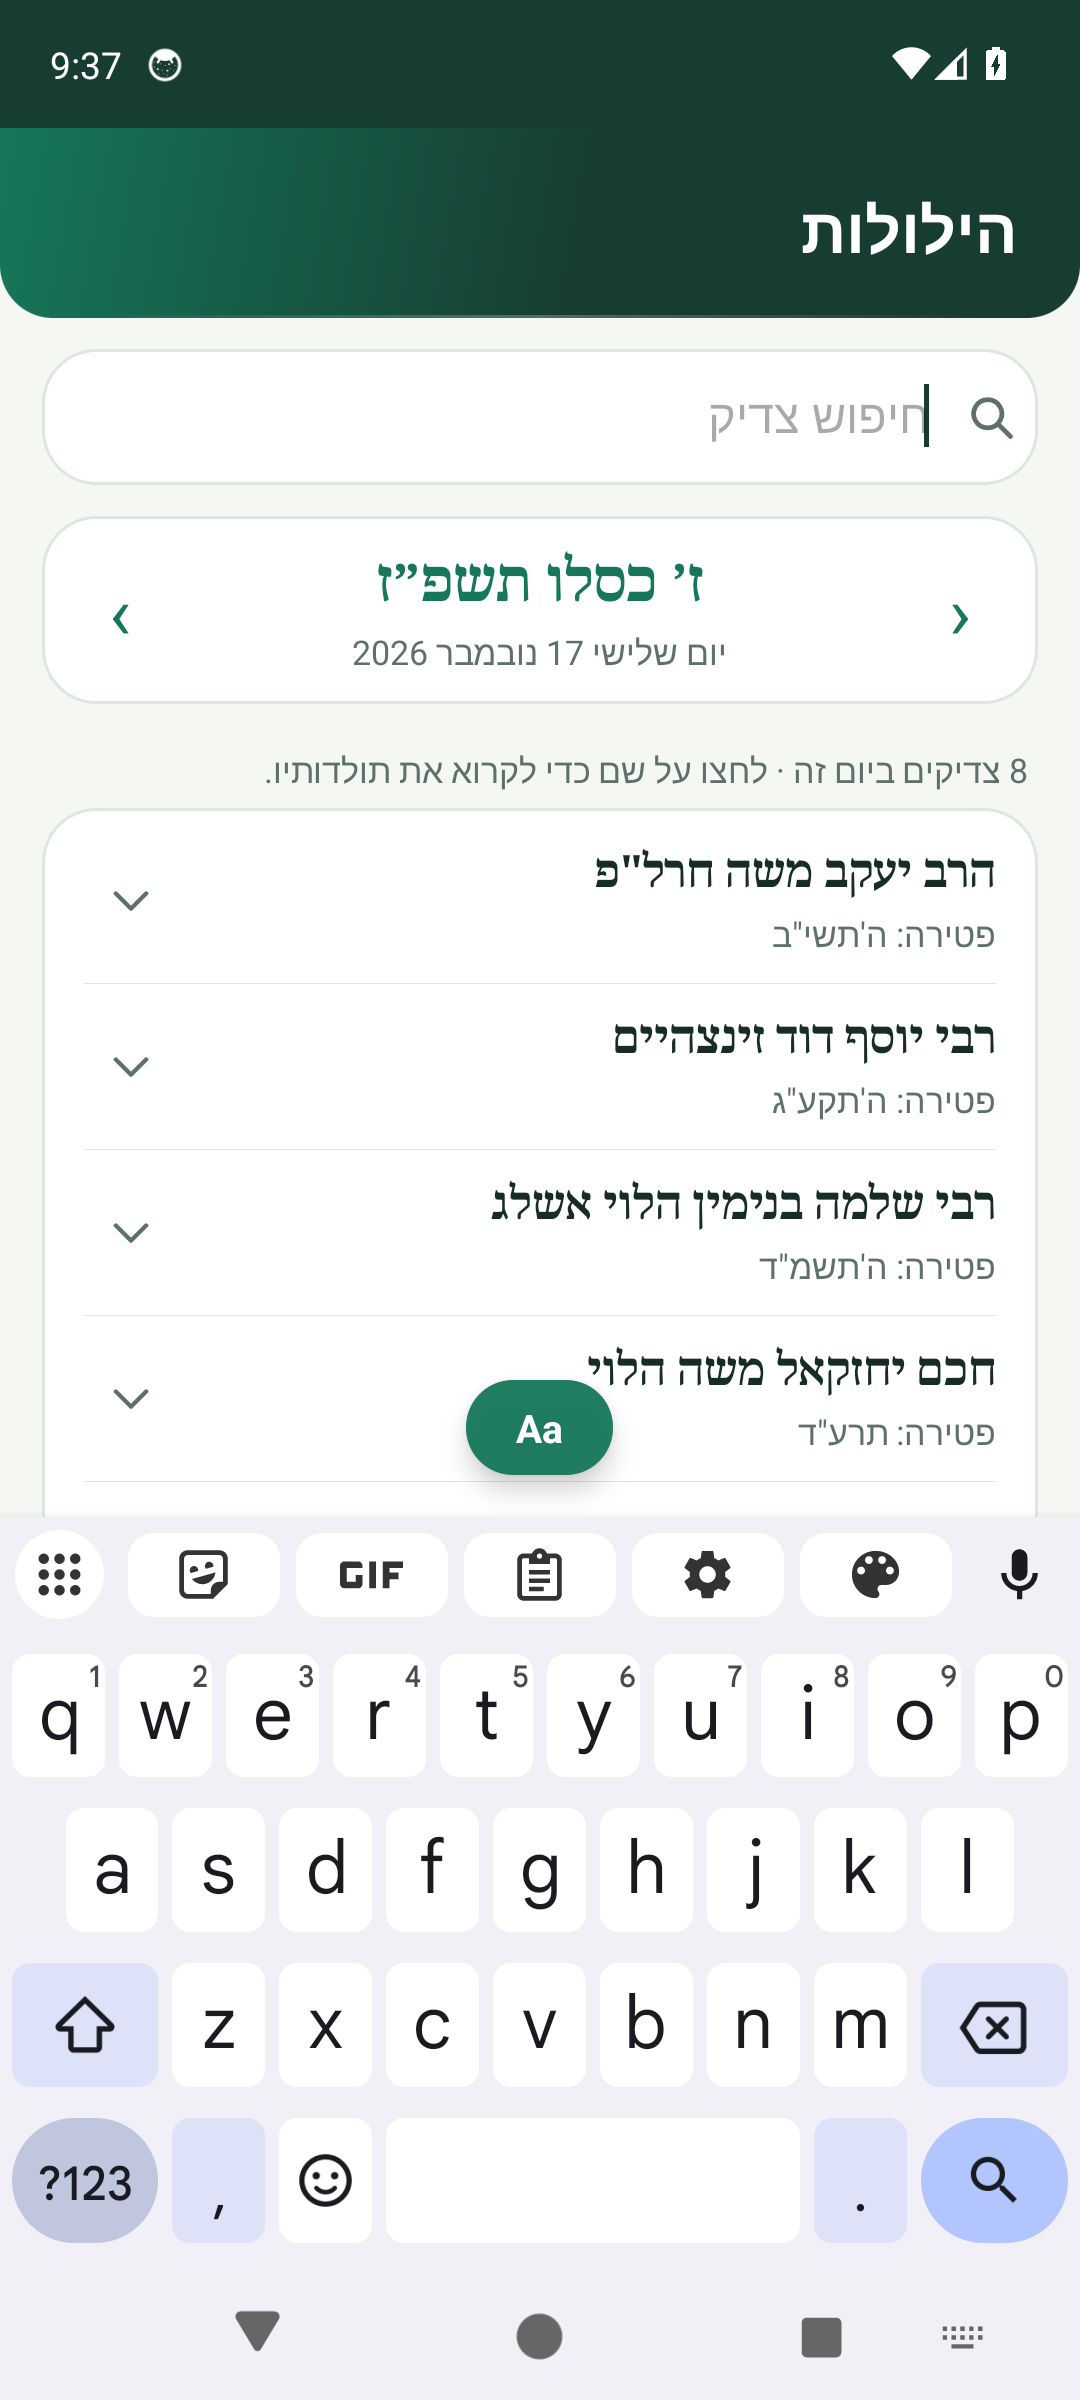 9:37
הילולות
חיפוש צדיק
ז׳ כסלו תשפ״ז
יום שלישי 17 נובמבר 2026
8 צדיקים ביום זה · לחצו על שם כדי לקרוא את תולדותיו.
הרב יעקב משה חרל"פ
פטירה: ה'תשי"ב
רבי יוסף דוד זינצהיים
פטירה: ה'תקע"ג
רבי שלמה בנימין הלוי אשלג
פטירה: ה'תשמ"ד
חכם יחזקאל משה הלוי
פטירה: תרע"ד
Aa
GIF
1 2 3 4 5 6 7 8 9 0
q w e r t y u i o p
a s d f g h j k l
z x c v b n m
?123 , .